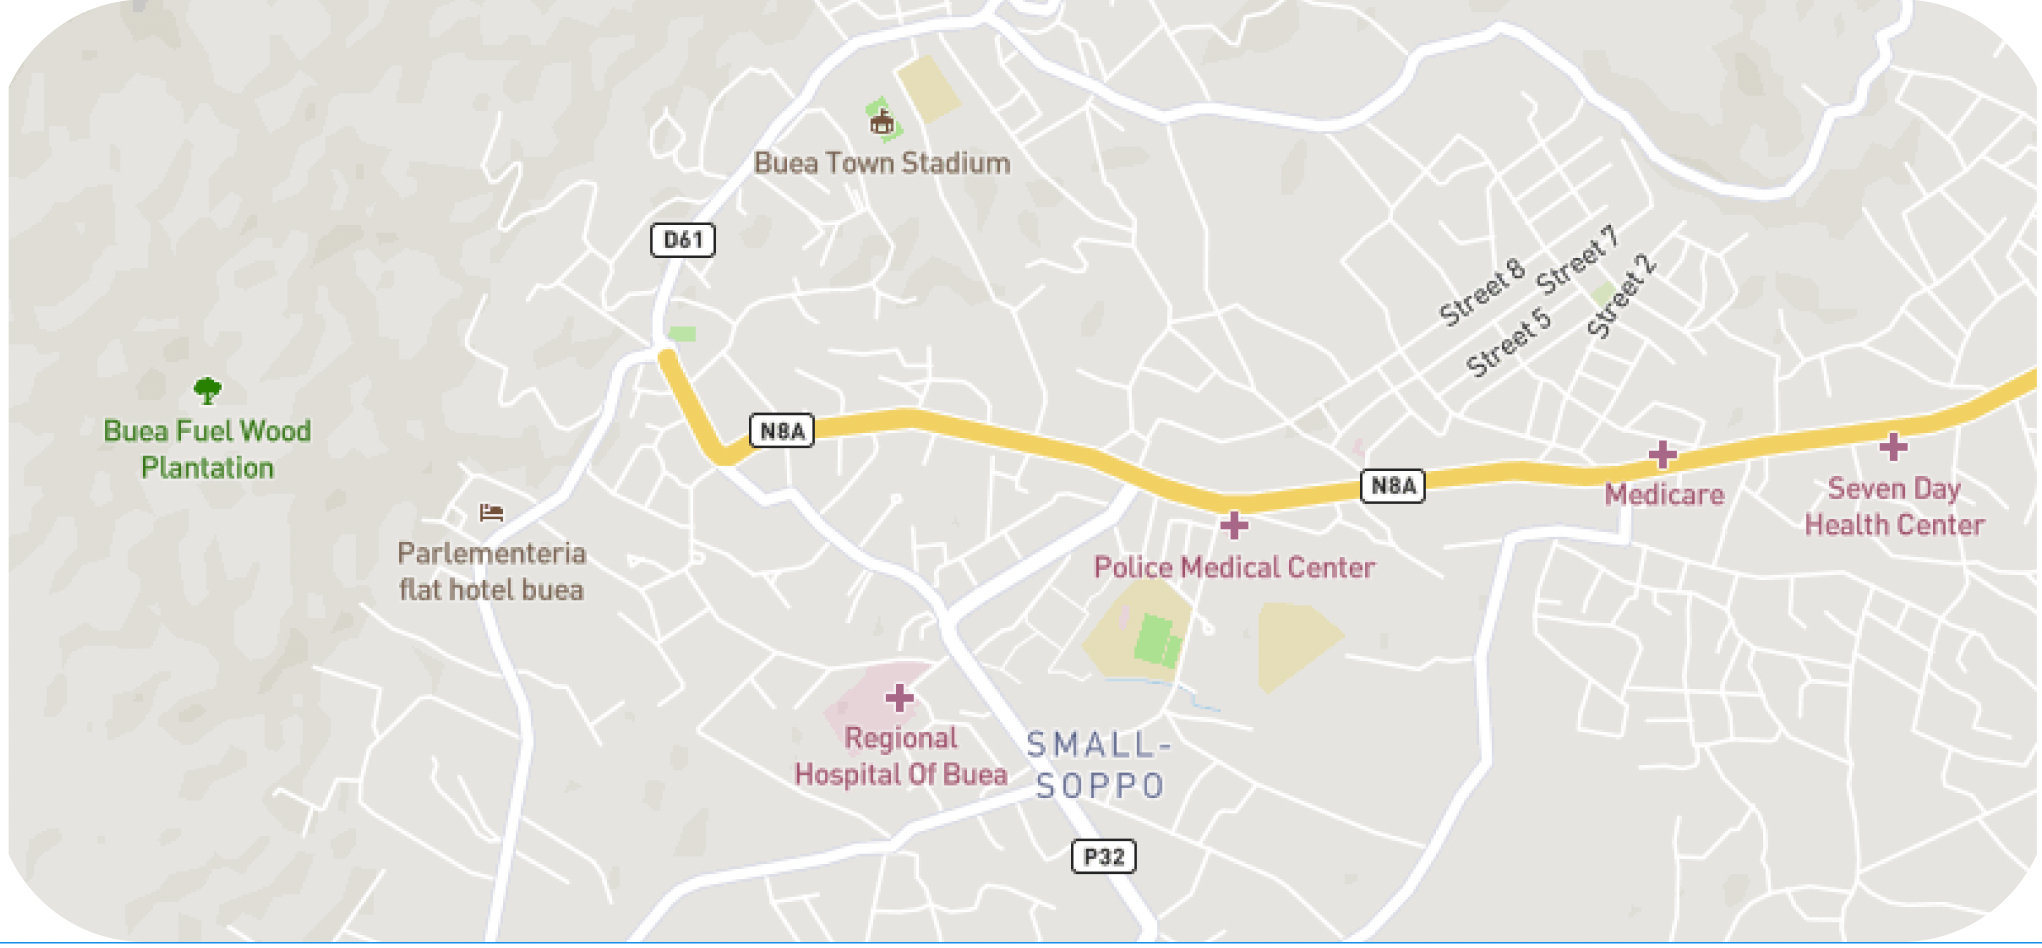 Buea Town Stadium
D61
Street 8
Street 7
Street 5
Street 2
N8A
Buea Fuel Wood
Plantation
N8A
Medicare
Seven Day
Health Center
Parlementeria
flat hotel buea
Police Medical Center
Regional
Hospital Of Buea
SMALL-
SOPPO
P32